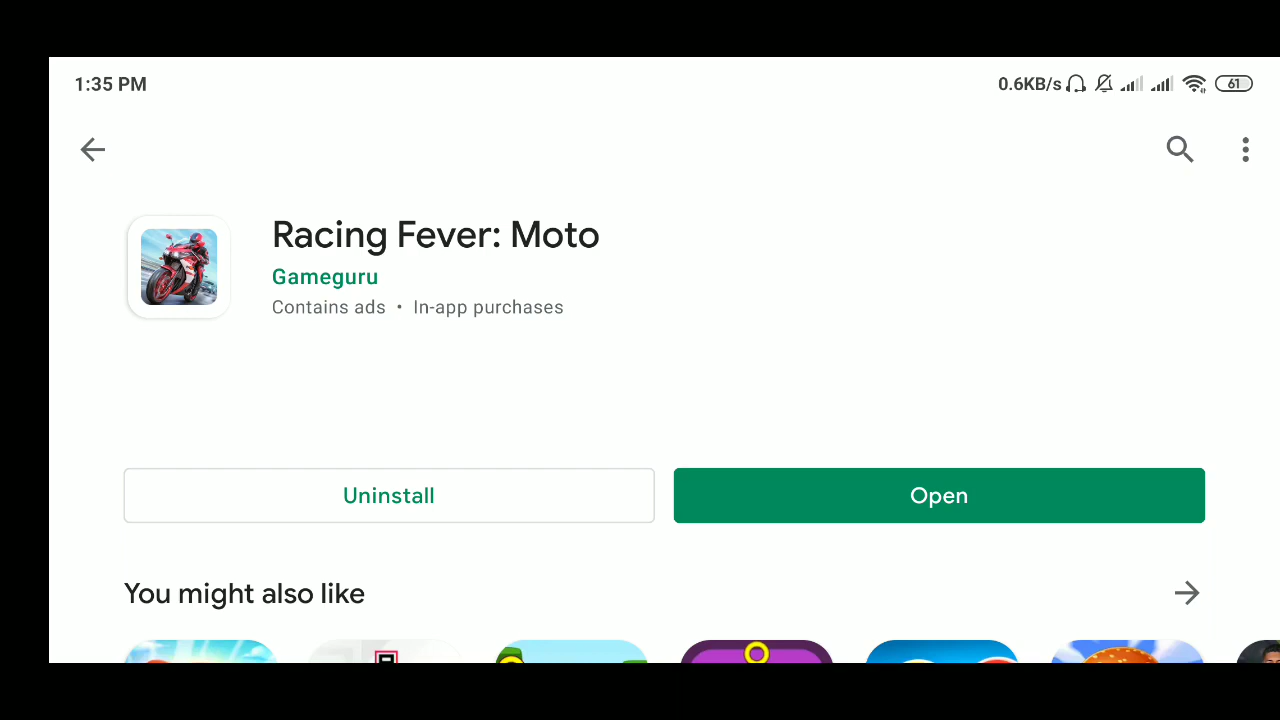 1:35 PM 0.6KB/s 61
Racing Fever: Moto
Gameguru
Contains ads • In-app purchases
Uninstall Open
You might also like